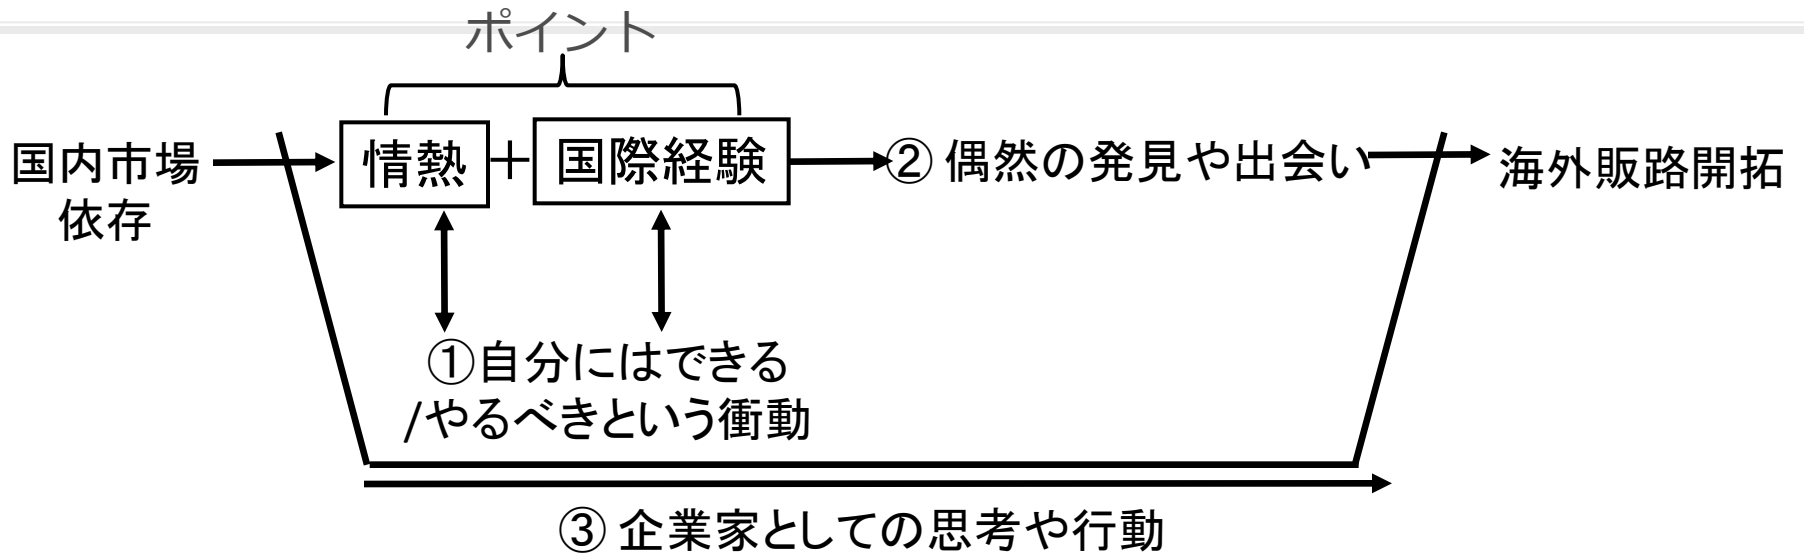 ポイント
国内市場
依存
情熱
+
国際経験
② 偶然の発見や出会い
海外販路開拓
①自分にはできる
/やるべきという衝動
③ 企業家としての思考や行動